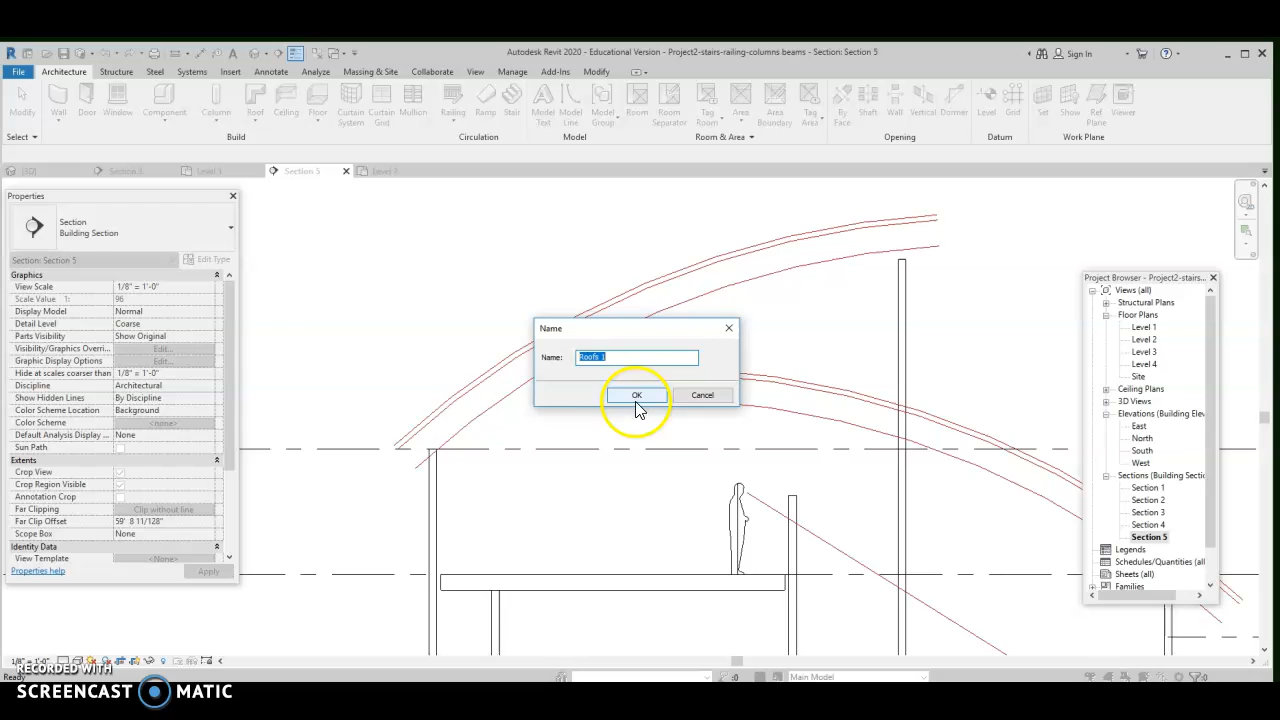 Autodesk Revit 2020 - Educational Version - Project2-stairs-railing-columns beams - Section: Section 5
Sign In
File Architecture Structure Steel Systems Insert Annotate Analyze Massing & Site Collaborate View Manage Add-Ins Modify
Modify Wall Door Window Component Column Roof Ceiling Floor Curtain System Curtain Grid Mullion Railing Ramp Stair Model Text Model Line Model Group Room Room Separator Tag Room Area Area Boundary Tag Area By Face Shaft Wall Vertical Dormer Level Grid Set Show Ref Plane Viewer
Select Build Circulation Model Room & Area Opening Datum Work Plane
Section 5
Properties
Section
Building Section
Section: Section 5
Edit Type
Graphics
View Scale 1/8" = 1'-0"
Scale Value 1: 96
Display Model Normal
Detail Level Coarse
Parts Visibility Show Original
Visibility/Graphics Overri... Edit...
Graphic Display Options Edit...
Hide at scales coarser than 1/8" = 1'-0"
Discipline Architectural
Show Hidden Lines By Discipline
Color Scheme Location Background
Color Scheme <none>
Default Analysis Display ... None
Sun Path
Extents
Crop View
Crop Region Visible
Annotation Crop
Far Clipping Clip without line
Far Clip Offset 59' 8 11/128"
Scope Box None
Identity Data
View Template <None>
Properties help
Apply
Name
Name: Roofs 1
OK Cancel
Project Browser - Project2-stairs...
Views (all)
Structural Plans
Floor Plans
Level 1
Level 2
Level 3
Level 4
Site
Ceiling Plans
3D Views
Elevations (Building Ele
East
North
South
West
Sections (Building Sectio
Section 1
Section 2
Section 3
Section 4
Section 5
Legends
Schedules/Quantities (all
Sheets (all)
Families
1/8" = 1'-0"
Ready
:0
Main Model
:0
RECORDED WITH
SCREENCAST MATIC